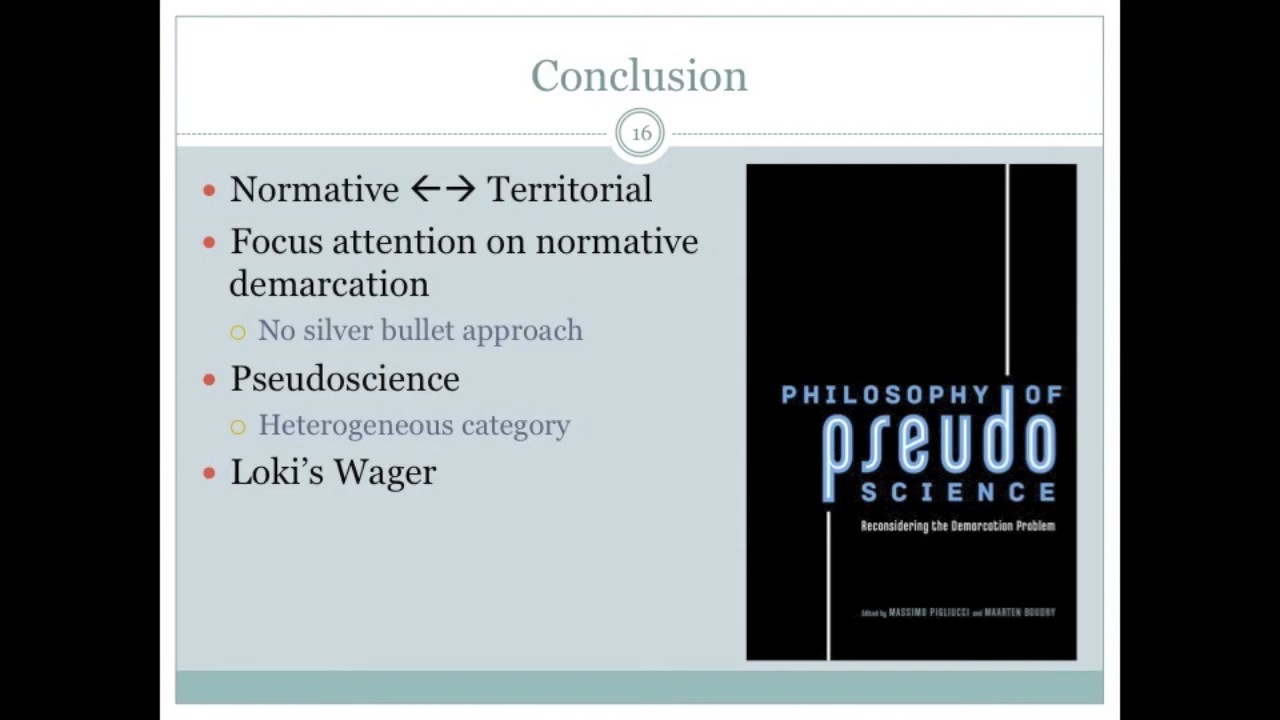 Conclusion
16
• Normative ←→ Territorial
• Focus attention on normative
demarcation
○ No silver bullet approach
• Pseudoscience
○ Heterogeneous category
• Loki’s Wager
PHILOSOPHY OF
pseudo
SCIENCE
Reconsidering the Demarcation Problem
Edited by MASSIMO PIGLIUCCI and MAARTEN BOUDRY